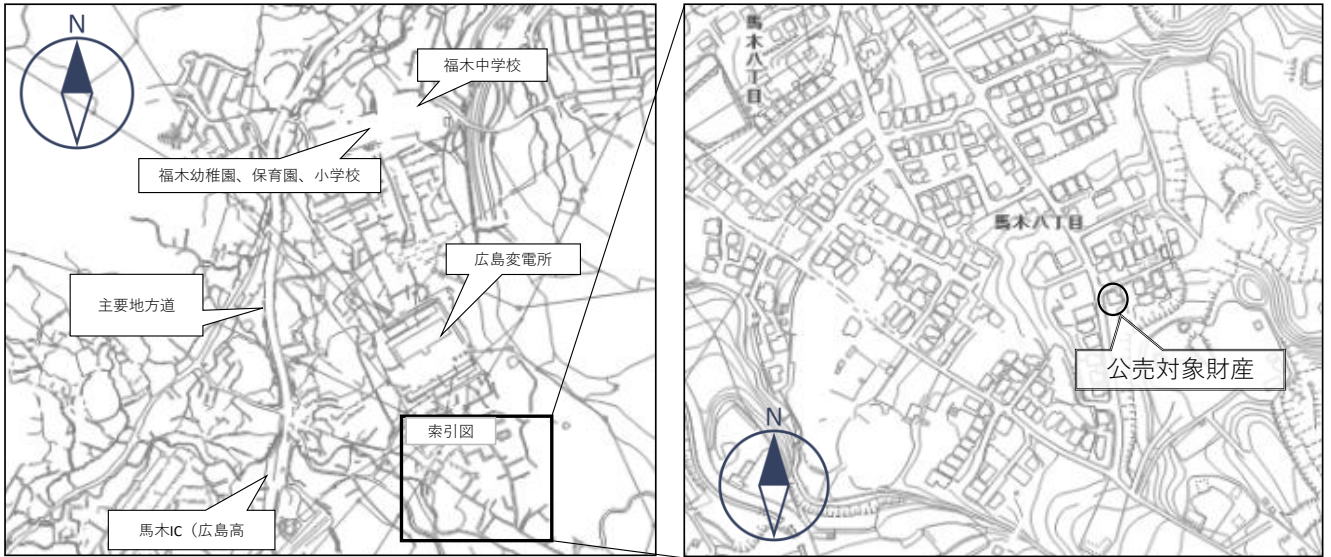 N
福木中学校
福木幼稚園、保育園、小学校
広島変電所
主要地方道
索引図
馬木IC（広島高
馬木八丁目
馬木八丁目
公売対象財産
N